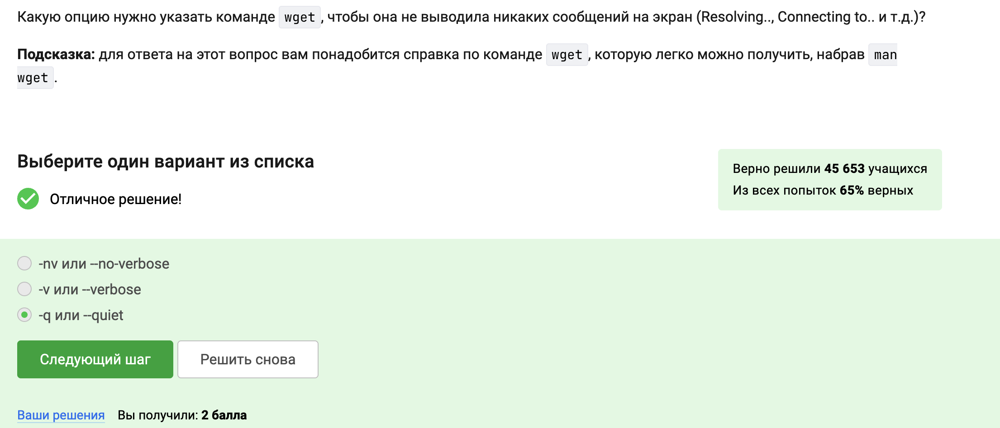 Какую опцию нужно указать команде wget, чтобы она не выводила никаких сообщений на экран (Resolving.., Connecting to.. и т.д.)?
Подсказка: для ответа на этот вопрос вам понадобится справка по команде wget, которую легко можно получить, набрав man
wget.
Выберите один вариант из списка
Отличное решение!
Верно решили 45 653 учащихся
Из всех попыток 65% верных
-nv или --no-verbose
-v или --verbose
-q или --quiet
Следующий шаг
Решить снова
Ваши решения Вы получили: 2 балла